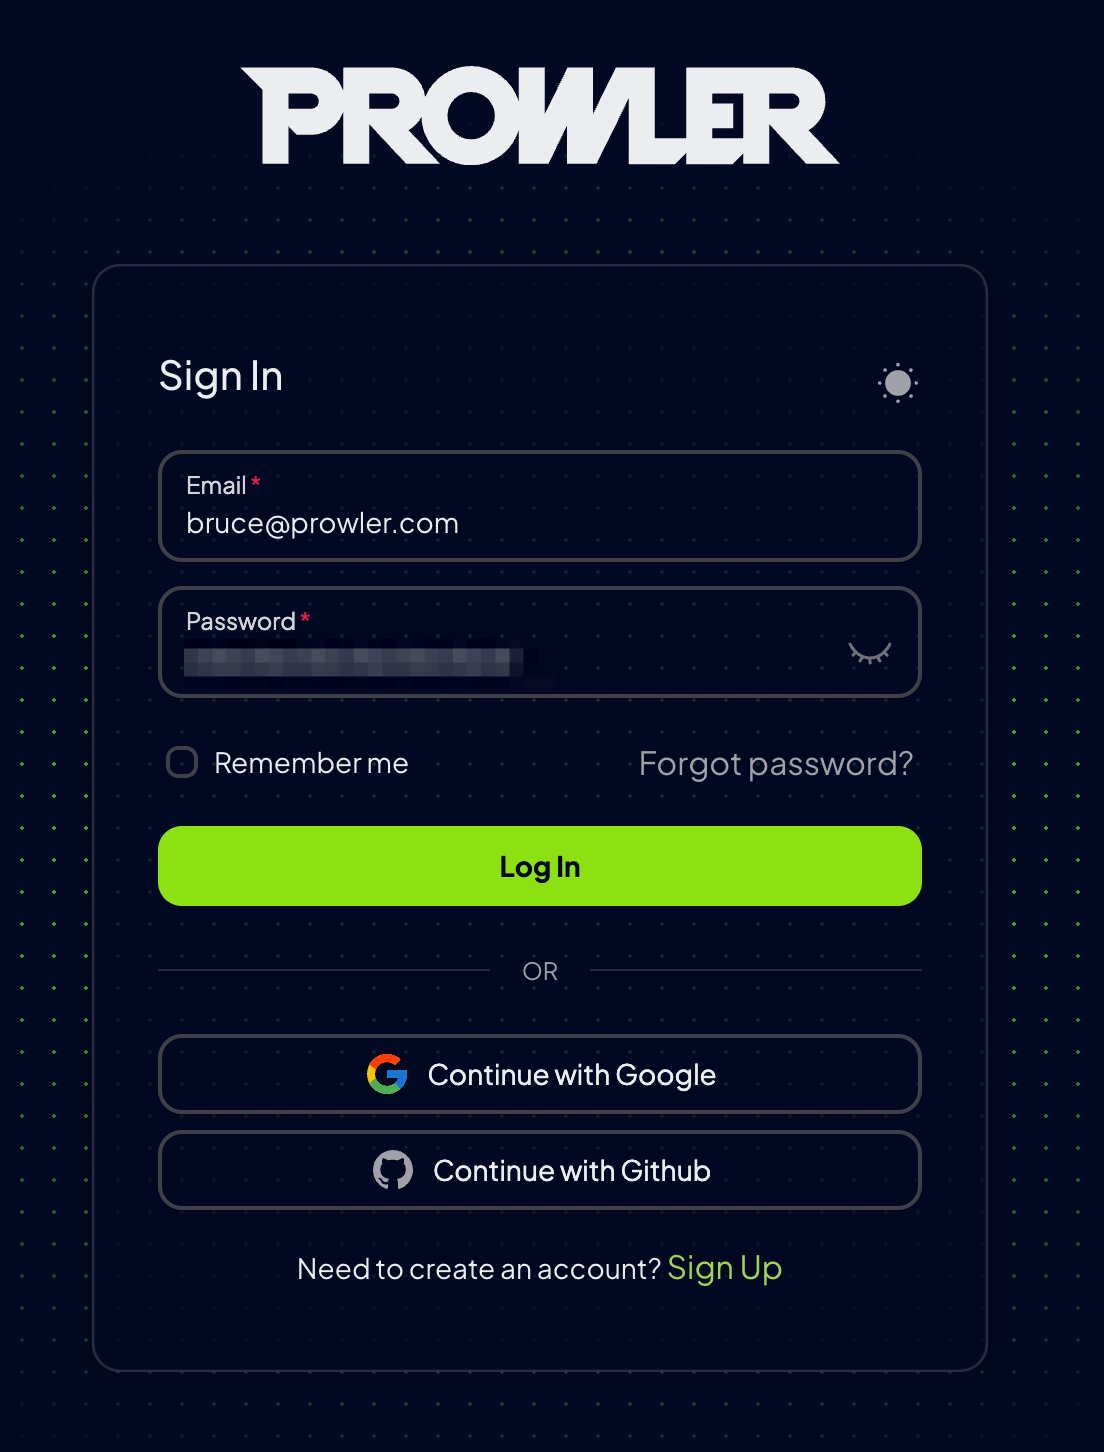 PROWLER
Sign In
Email *
bruce@prowler.com
Password *
Remember me
Forgot password?
Log In
OR
Continue with Google
Continue with Github
Need to create an account? Sign Up